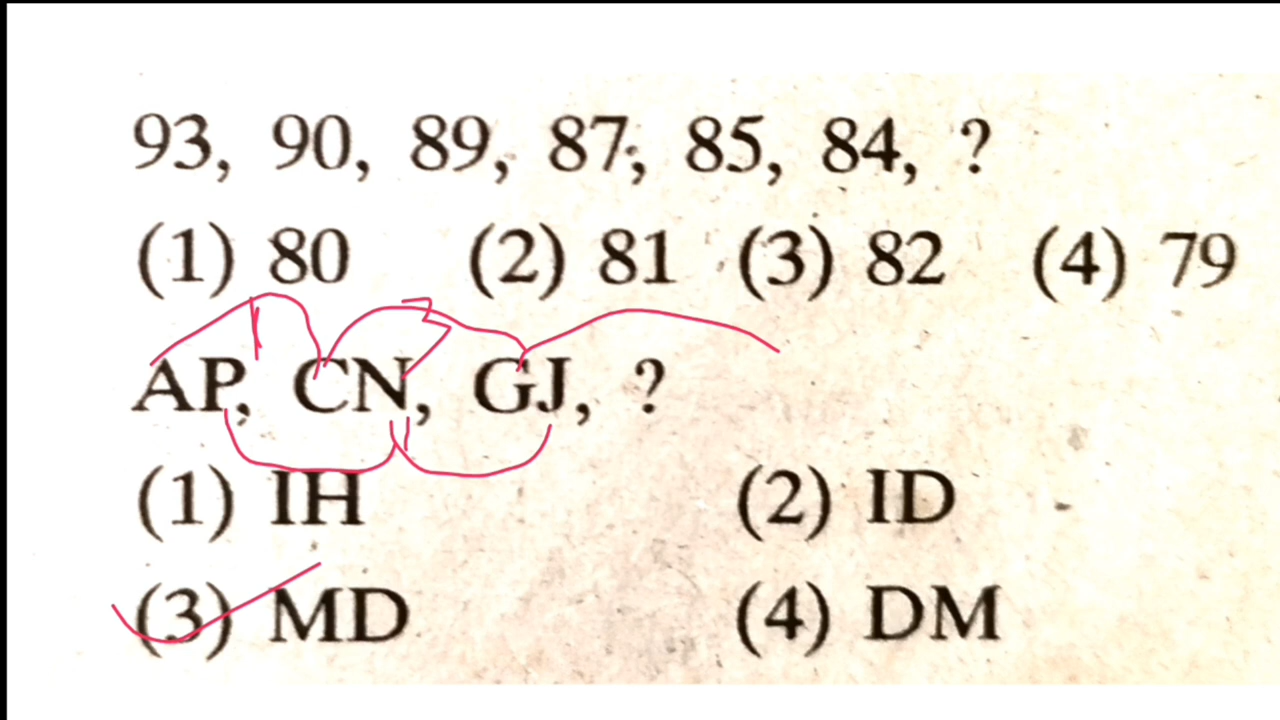 93, 90, 89, 87, 85, 84, ?
(1) 80 (2) 81 (3) 82 (4) 79
AP, CN, GJ, ?
(1) IH (2) ID
(3) MD (4) DM